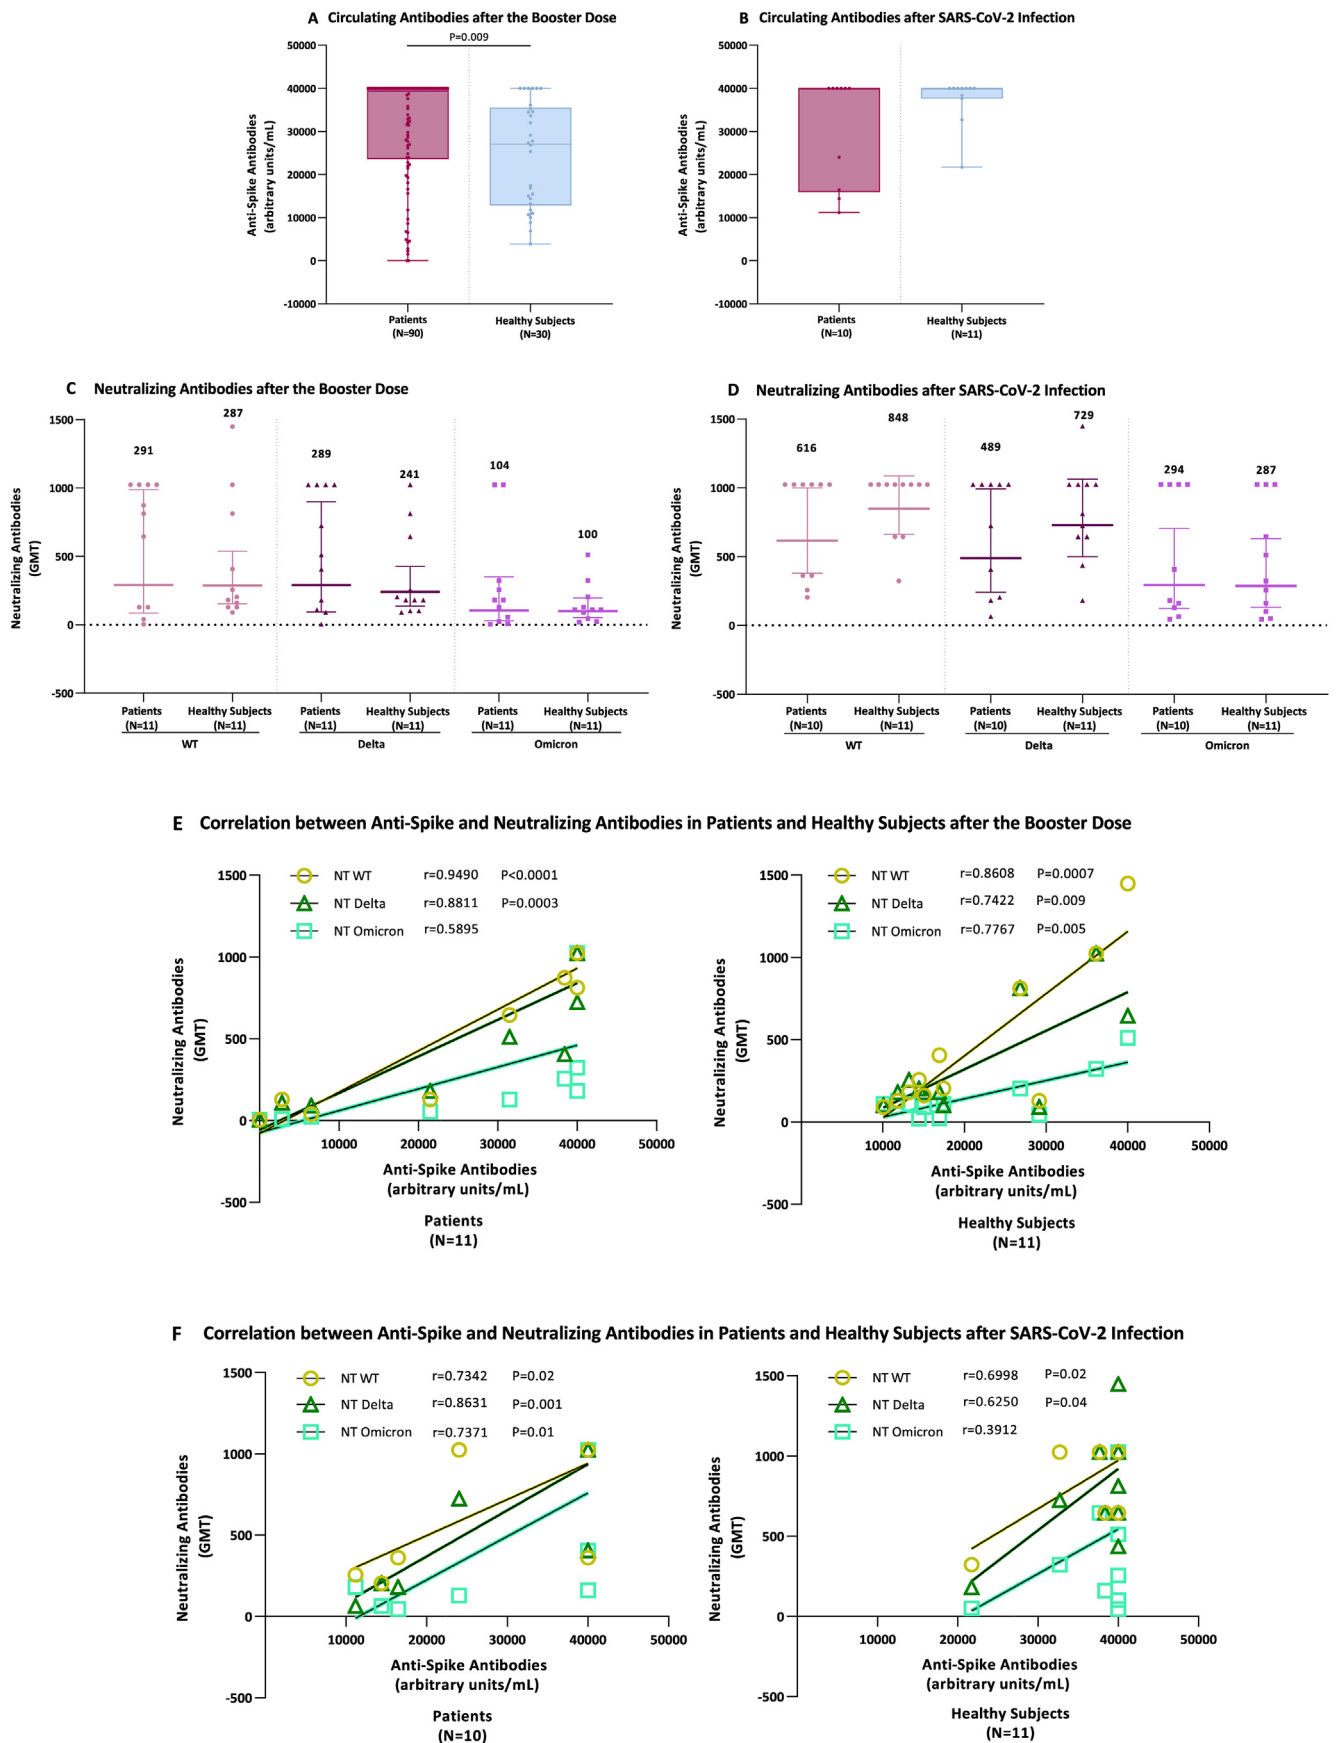 A Circulating Antibodies after the Booster Dose
P=0.009
50000
40000
30000
20000
10000
0
-10000
Anti-Spike Antibodies
(arbitrary units/mL)
Patients
(N=90)
Healthy Subjects
(N=30)
B Circulating Antibodies after SARS-CoV-2 Infection
50000
40000
30000
20000
10000
0
-10000
Anti-Spike Antibodies
(arbitrary units/mL)
Patients
(N=10)
Healthy Subjects
(N=11)
C Neutralizing Antibodies after the Booster Dose
1500
1000
500
0
-500
Neutralizing Antibodies
(GMT)
291
287
289
241
104
100
Patients
(N=11)
Healthy Subjects
(N=11)
Patients
(N=11)
Healthy Subjects
(N=11)
Patients
(N=11)
Healthy Subjects
(N=11)
WT
Delta
Omicron
D Neutralizing Antibodies after SARS-CoV-2 Infection
1500
1000
500
0
-500
Neutralizing Antibodies
(GMT)
616
848
489
729
294
287
Patients
(N=10)
Healthy Subjects
(N=11)
Patients
(N=10)
Healthy Subjects
(N=11)
Patients
(N=10)
Healthy Subjects
(N=11)
WT
Delta
Omicron
E Correlation between Anti-Spike and Neutralizing Antibodies in Patients and Healthy Subjects after the Booster Dose
NT WT r=0.9490 P<0.0001
NT Delta r=0.8811 P=0.0003
NT Omicron r=0.5895
1500
1000
500
0
-500
Neutralizing Antibodies
(GMT)
10000 20000 30000 40000 50000
Anti-Spike Antibodies
(arbitrary units/mL)
Patients
(N=11)
NT WT r=0.8608 P=0.0007
NT Delta r=0.7422 P=0.009
NT Omicron r=0.7767 P=0.005
1500
1000
500
0
-500
Neutralizing Antibodies
(GMT)
10000 20000 30000 40000 50000
Anti-Spike Antibodies
(arbitrary units/mL)
Healthy Subjects
(N=11)
F Correlation between Anti-Spike and Neutralizing Antibodies in Patients and Healthy Subjects after SARS-CoV-2 Infection
NT WT r=0.7342 P=0.02
NT Delta r=0.8631 P=0.001
NT Omicron r=0.7371 P=0.01
1500
1000
500
0
-500
Neutralizing Antibodies
(GMT)
10000 20000 30000 40000 50000
Anti-Spike Antibodies
(arbitrary units/mL)
Patients
(N=10)
NT WT r=0.6998 P=0.02
NT Delta r=0.6250 P=0.04
NT Omicron r=0.3912
1500
1000
500
0
-500
Neutralizing Antibodies
(GMT)
10000 20000 30000 40000 50000
Anti-Spike Antibodies
(arbitrary units/mL)
Healthy Subjects
(N=11)